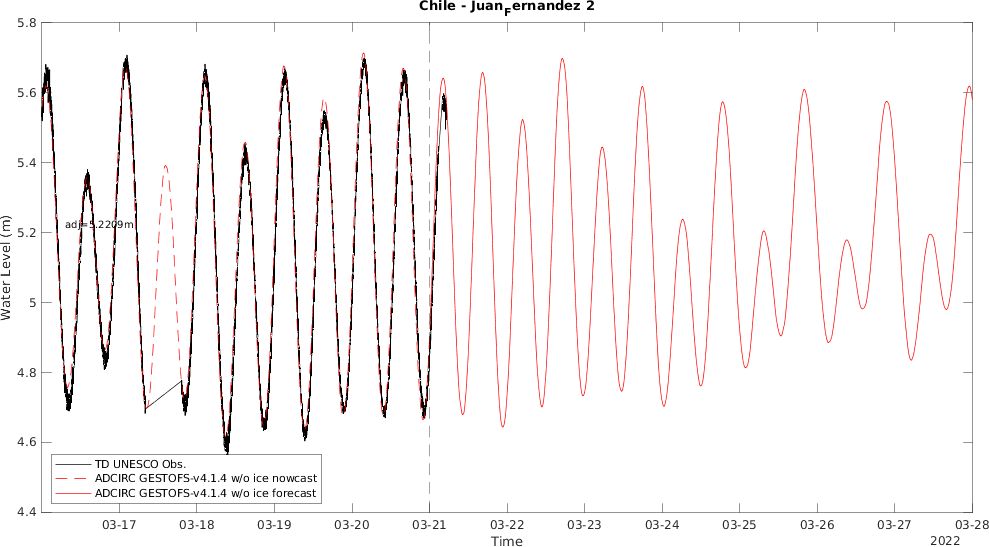 Chile - Juan_Fernandez 2
5.8
5.6
5.4
5.2
5
4.8
4.6
4.4
Water Level (m)
adj=5.2209m
TD UNESCO Obs.
ADCIRC GESTOFS-v4.1.4 w/o ice nowcast
ADCIRC GESTOFS-v4.1.4 w/o ice forecast
03-17 03-18 03-19 03-20 03-21 03-22 03-23 03-24 03-25 03-26 03-27 03-28
Time
2022